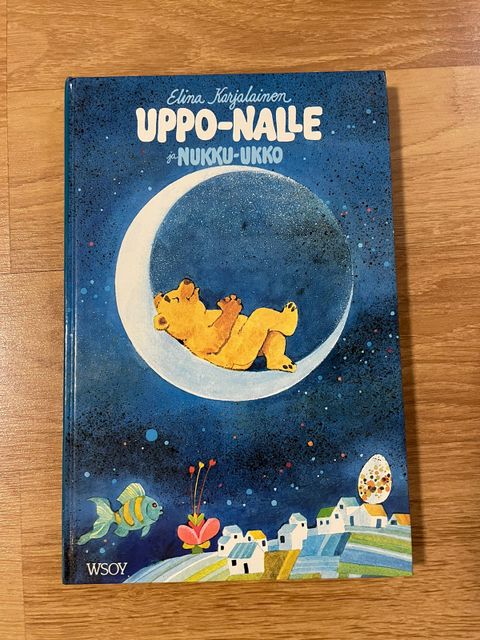 Elina Karjalainen
UPPO-NALLE
ja NUKKU-UKKO
WSOY